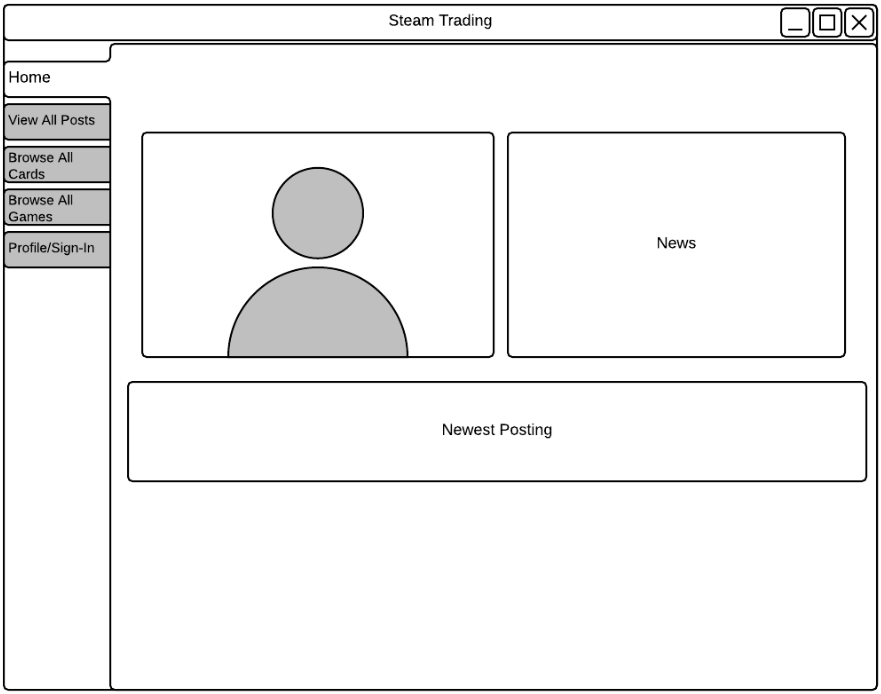 Steam Trading
Home
View All Posts
Browse All
Cards
Browse All
Games
Profile/Sign-In
News
Newest Posting